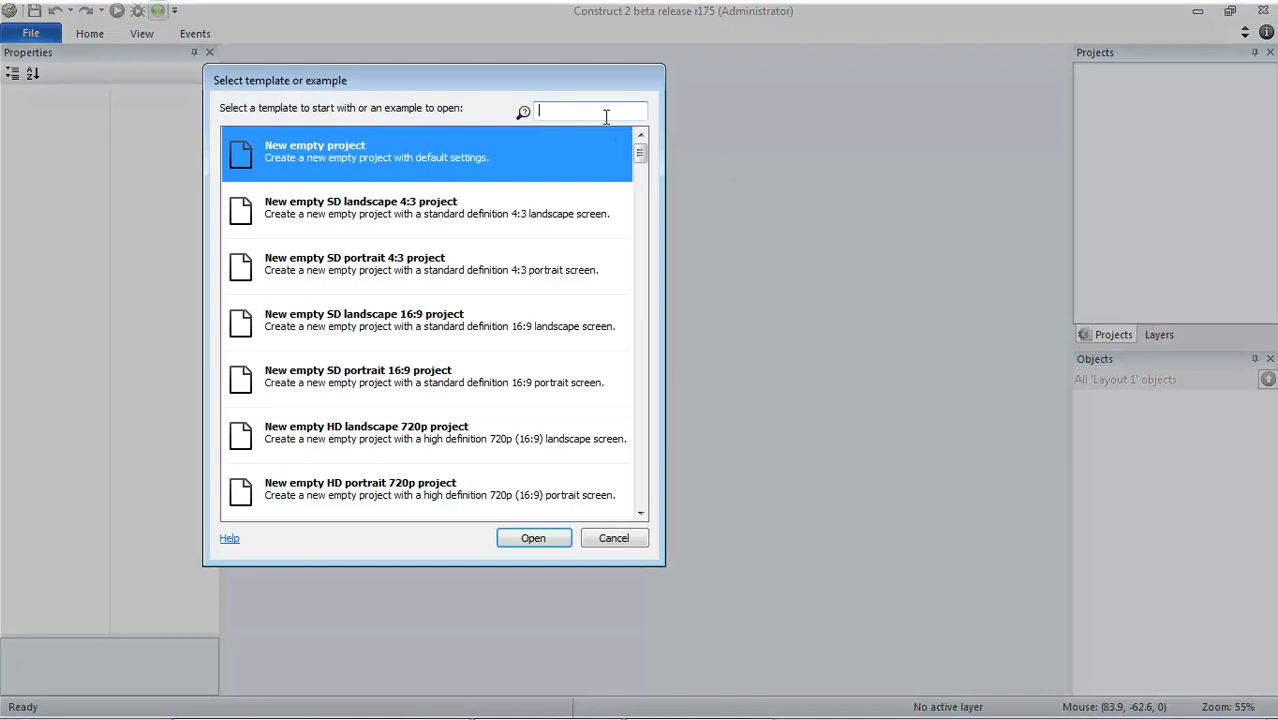 Construct 2 beta release r175 (Administrator)
File Home View Events
Properties
Projects
Select template or example
Select a template to start with or an example to open:
New empty project
Create a new empty project with default settings.
New empty SD landscape 4:3 project
Create a new empty project with a standard definition 4:3 landscape screen.
New empty SD portrait 4:3 project
Create a new empty project with a standard definition 4:3 portrait screen.
New empty SD landscape 16:9 project
Create a new empty project with a standard definition 16:9 landscape screen.
New empty SD portrait 16:9 project
Create a new empty project with a standard definition 16:9 portrait screen.
New empty HD landscape 720p project
Create a new empty project with a high definition 720p (16:9) landscape screen.
New empty HD portrait 720p project
Create a new empty project with a high definition 720p (16:9) portrait screen.
Help
Open
Cancel
Projects Layers
Objects
All 'Layout 1' objects
Ready
No active layer
Mouse: (83.9, -62.6, 0)
Zoom: 55%